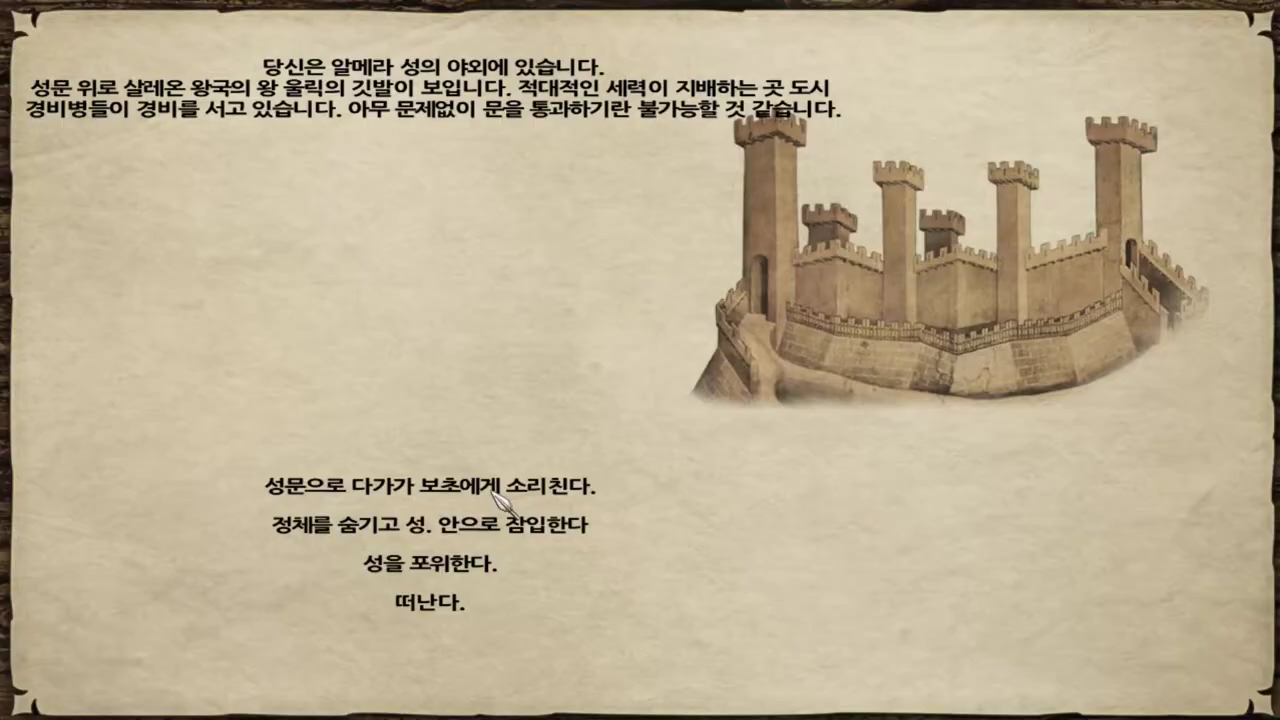 당신은 알메라 성의 야외에 있습니다.
성문 위로 살레온 왕국의 왕 울릭의 깃발이 보입니다. 적대적인 세력이 지배하는 곳 도시
경비병들이 경비를 서고 있습니다. 아무 문제없이 문을 통과하기란 불가능할 것 같습니다.
성문으로 다가가 보초에게 소리친다.
정체를 숨기고 성. 안으로 잠입한다
성을 포위한다.
떠난다.